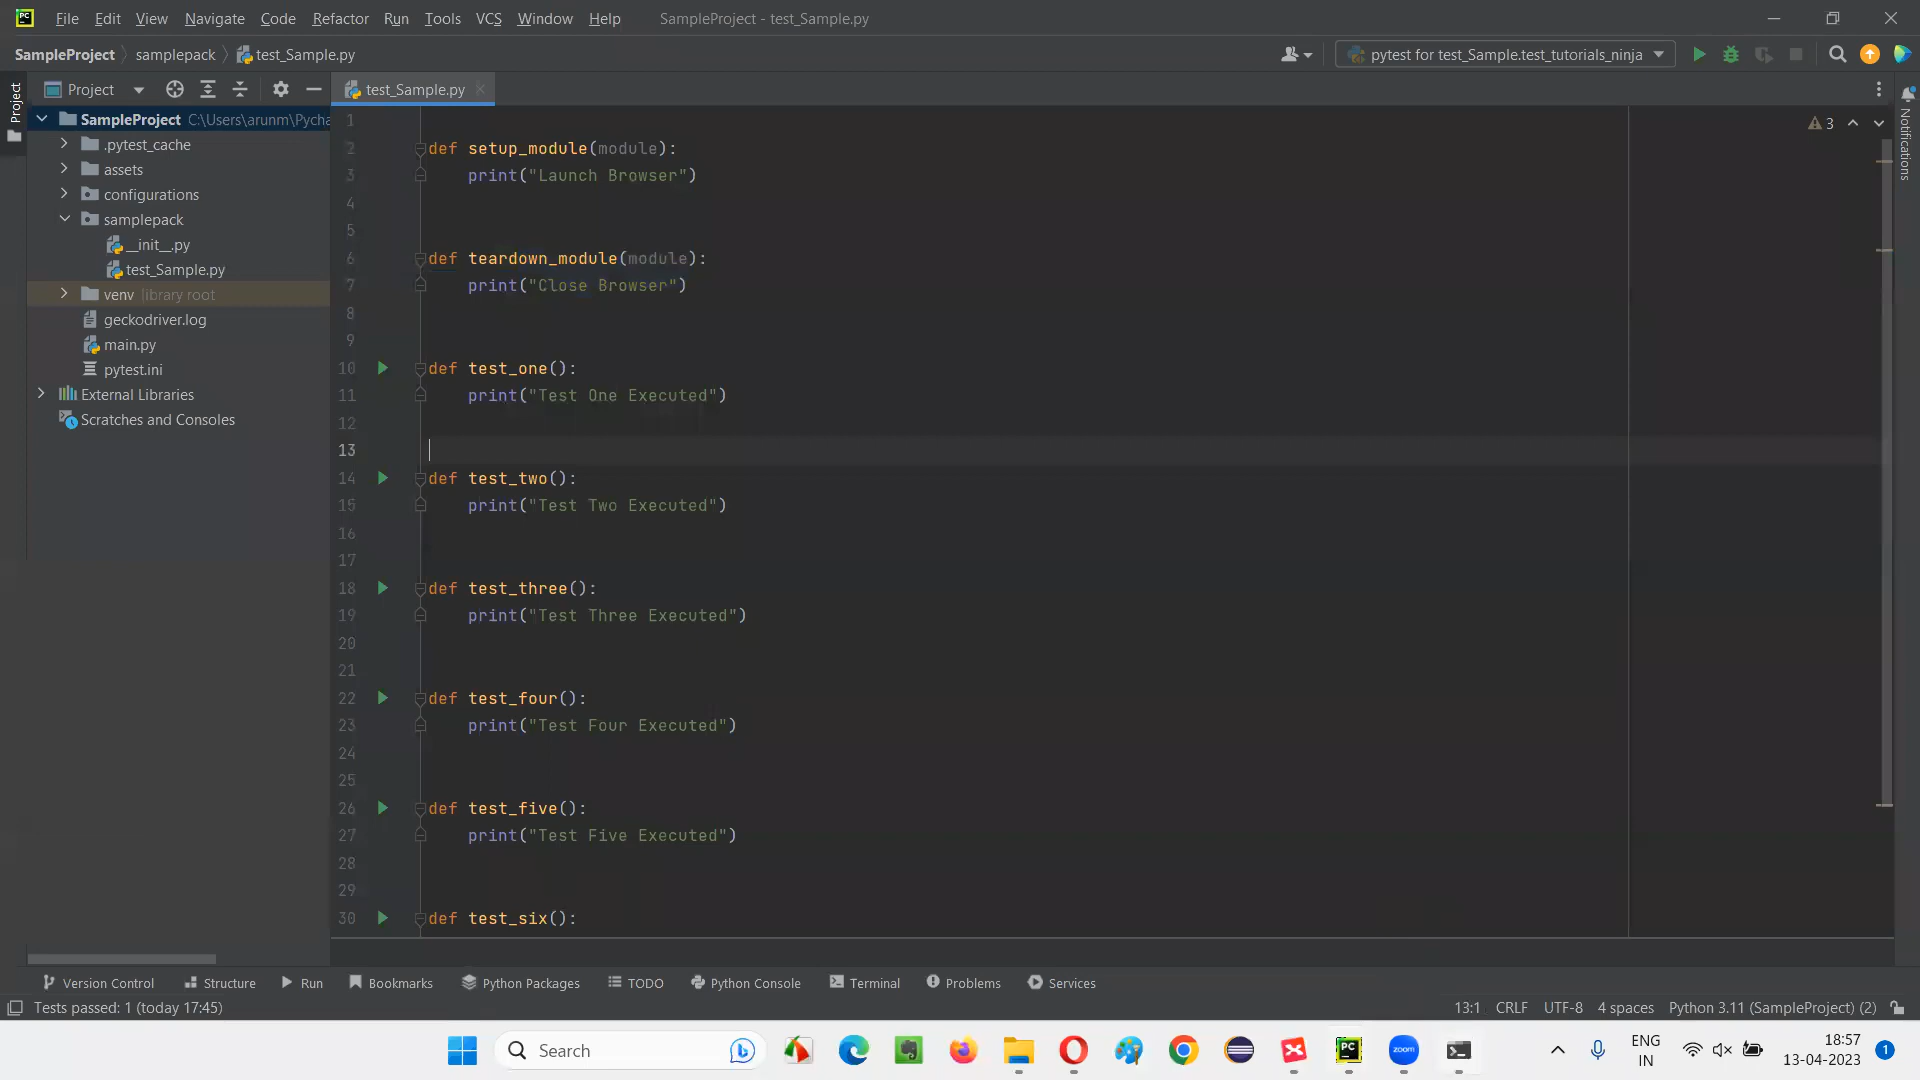 File Edit View Navigate Code Refactor Run Tools VCS Window Help SampleProject - test_Sample.py
SampleProject samplepack test_Sample.py pytest for test_Sample.test_tutorials_ninja
Project
Project
test_Sample.py
Notifications
SampleProject C:\Users\arunm\Pycha
.pytest_cache
assets
configurations
samplepack
__init__.py
test_Sample.py
venv library root
geckodriver.log
main.py
pytest.ini
External Libraries
Scratches and Consoles
3
1
2 def setup_module(module):
3 print("Launch Browser")
4
5
6 def teardown_module(module):
7 print("Close Browser")
8
9
10 def test_one():
11 print("Test One Executed")
12
13
14 def test_two():
15 print("Test Two Executed")
16
17
18 def test_three():
19 print("Test Three Executed")
20
21
22 def test_four():
23 print("Test Four Executed")
24
25
26 def test_five():
27 print("Test Five Executed")
28
29
30 def test_six():
Version Control Structure Run Bookmarks Python Packages TODO Python Console Terminal Problems Services
Tests passed: 1 (today 17:45) 13:1 CRLF UTF-8 4 spaces Python 3.11 (SampleProject) (2)
Search
zoom
ENG
IN
18:57
13-04-2023
1